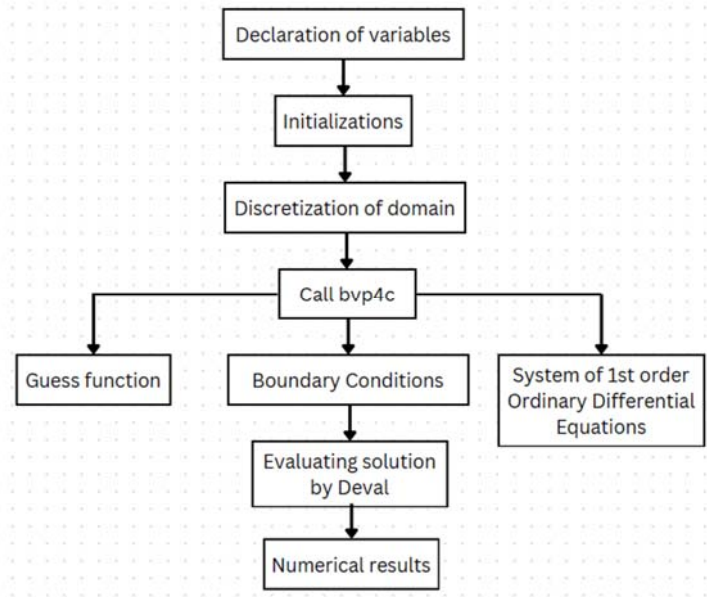 Declaration of variables
Initializations
Discretization of domain
Call bvp4c
Guess function
Boundary Conditions
System of 1st order
Ordinary Differential
Equations
Evaluating solution
by Deval
Numerical results